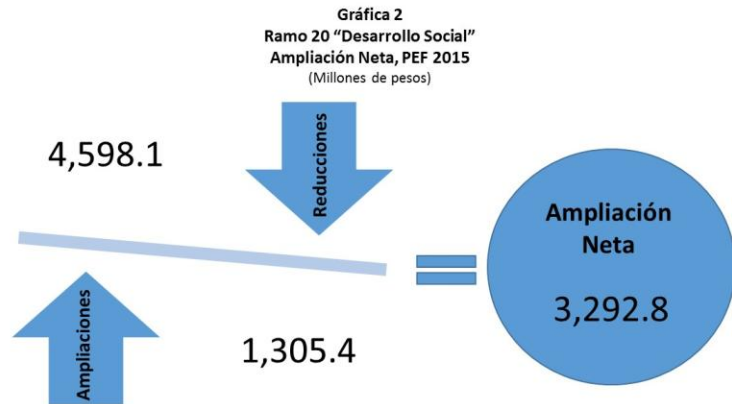 Gráfica 2
Ramo 20 “Desarrollo Social”
Ampliación Neta, PEF 2015
(Millones de pesos)
4,598.1
Reducciones
Ampliación
Neta
3,292.8
Ampliaciones
1,305.4